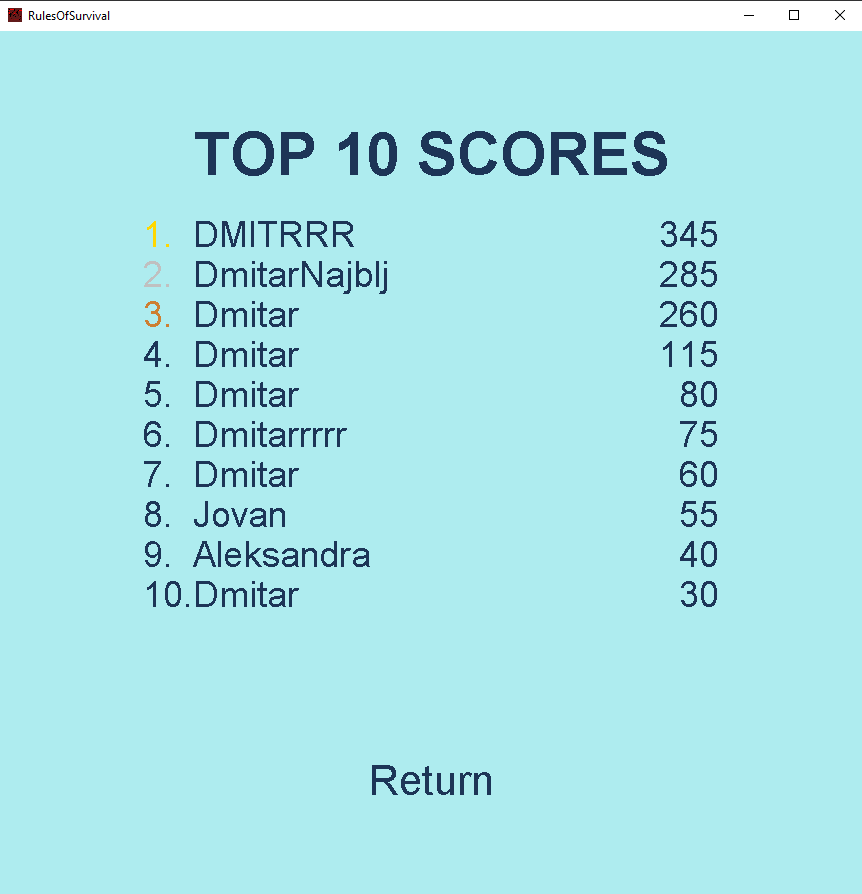 RulesOfSurvival
TOP 10 SCORES
1. DMITRRR 345
2. DmitarNajblj 285
3. Dmitar 260
4. Dmitar 115
5. Dmitar 80
6. Dmitarrrrr 75
7. Dmitar 60
8. Jovan 55
9. Aleksandra 40
10.Dmitar 30
Return